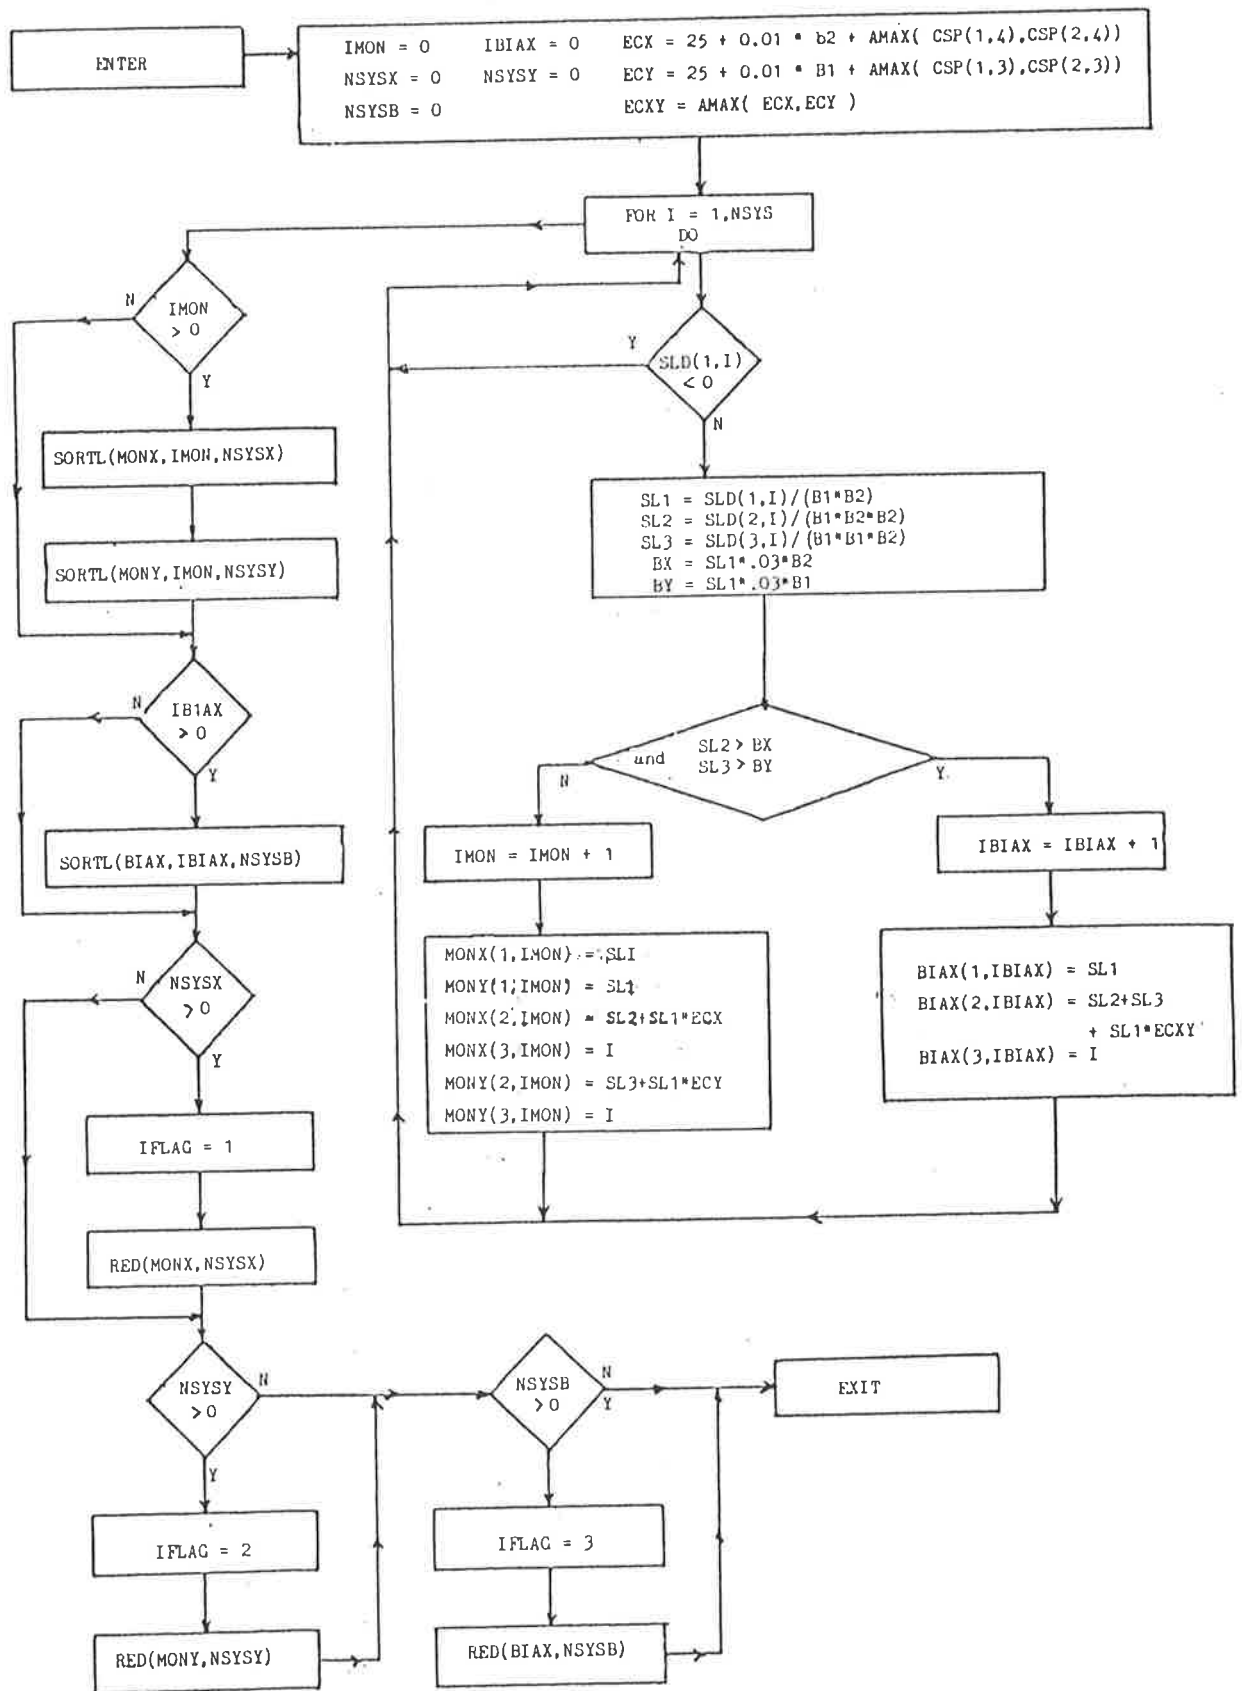 ENTER
IMON = 0 IBIAX = 0 ECX = 25 + 0.01 * b2 + AMAX( CSP(1,4),CSP(2,4))
NSYSX = 0 NSYSY = 0 ECY = 25 + 0.01 * B1 + AMAX( CSP(1,3),CSP(2,3))
NSYSB = 0 ECXY = AMAX( ECX,ECY )
FOR I = 1,NSYS
DO
N
IMON
> 0
Y
SORTL(MONX,IMON,NSYSX)
SORTL(MONY,IMON,NSYSY)
Y
SLD(1,I)
< 0
N
SL1 = SLD(1,I)/(B1*B2)
SL2 = SLD(2,I)/(B1*B2*B2)
SL3 = SLD(3,I)/(B1*B1*B2)
BX = SL1*.03*B2
BY = SL1*.03*B1
N
IB1AX
> 0
Y
SORTL(BIAX,IBIAX,NSYSB)
and SL2 > BX
SL3 > BY
N
Y
IMON = IMON + 1
IBIAX = IBIAX + 1
MONX(1,IMON) = SLI
MONY(1,IMON) = SL1
MONX(2,IMON) = SL2+SL1*ECX
MONX(3,IMON) = I
MONY(2,IMON) = SL3+SL1*ECY
MONY(3,IMON) = I
BIAX(1,IBIAX) = SL1
BIAX(2,IBIAX) = SL2+SL3
+ SL1*ECXY
BIAX(3,IBIAX) = I
N
NSYSX
> 0
Y
IFLAG = 1
RED(MONX,NSYSX)
NSYSY
> 0
N
Y
IFLAG = 2
RED(MONY,NSYSY)
NSYSB
> 0
N
Y
IFLAG = 3
RED(BIAX,NSYSB)
EXIT